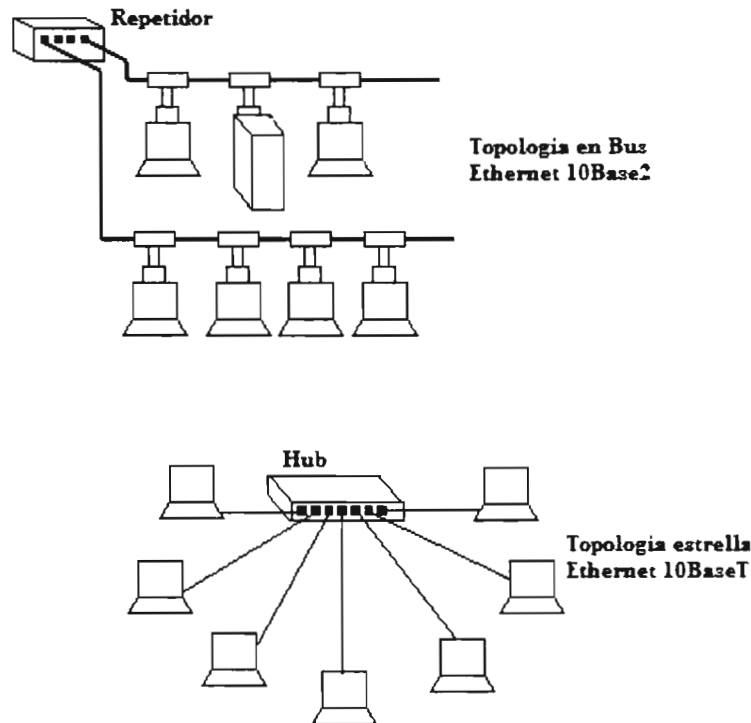 Repetidor
Topologia en Bus
Ethernet 10Base2
Hub
Topologia estrella
Ethernet 10BaseT